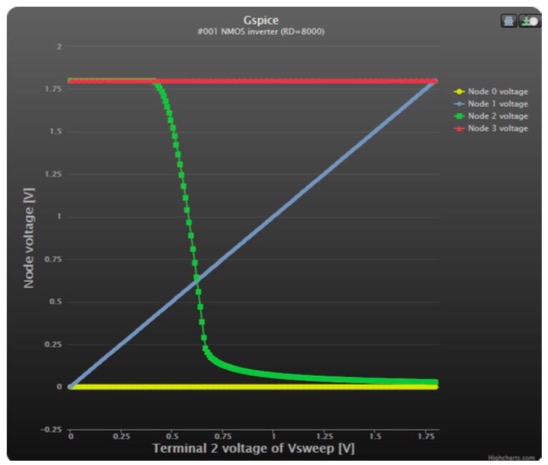 Gspice
#001 NMOS inverter (RD=8000)
2
1.75
1.5
1.25
1
0.75
0.5
0.25
0
-0.25
Node voltage [V]
Node 0 voltage
Node 1 voltage
Node 2 voltage
Node 3 voltage
0
0.25
0.5
0.75
1
1.25
1.5
1.75
Terminal 2 voltage of Vsweep [V]
Highcharts.com